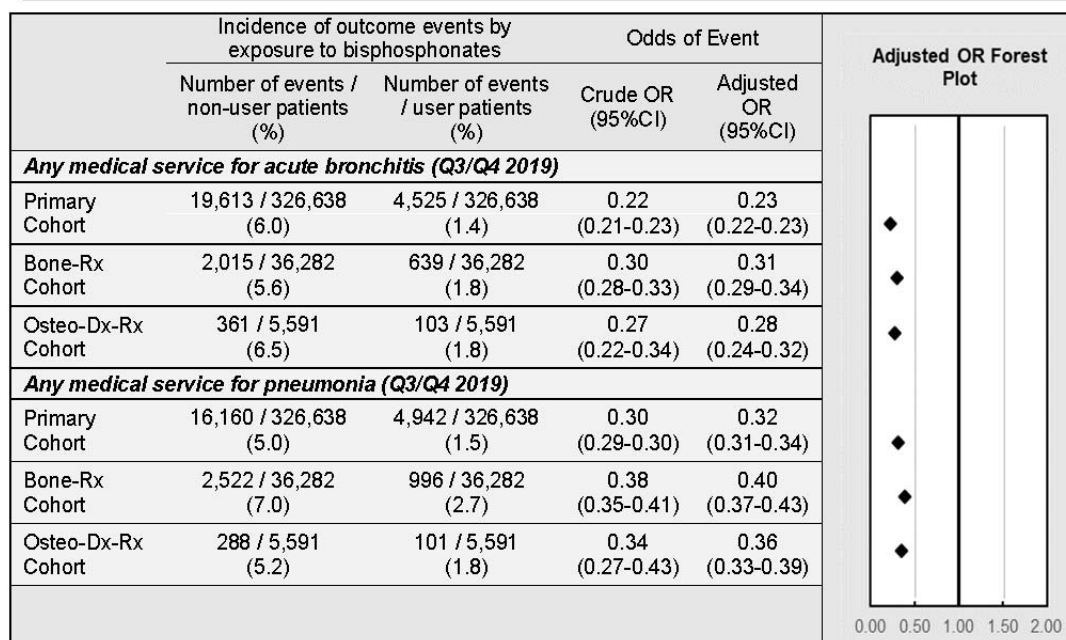 Incidence of outcome events by
exposure to bisphosphonates
Odds of Event
Number of events /
non-user patients
(%)
Number of events
/ user patients
(%)
Crude OR
(95%CI)
Adjusted
OR
(95%CI)
Adjusted OR Forest
Plot
Any medical service for acute bronchitis (Q3/Q4 2019)
Primary
Cohort
19,613 / 326,638
(6.0)
4,525 / 326,638
(1.4)
0.22
(0.21-0.23)
0.23
(0.22-0.23)
Bone-Rx
Cohort
2,015 / 36,282
(5.6)
639 / 36,282
(1.8)
0.30
(0.28-0.33)
0.31
(0.29-0.34)
Osteo-Dx-Rx
Cohort
361 / 5,591
(6.5)
103 / 5,591
(1.8)
0.27
(0.22-0.34)
0.28
(0.24-0.32)
Any medical service for pneumonia (Q3/Q4 2019)
Primary
Cohort
16,160 / 326,638
(5.0)
4,942 / 326,638
(1.5)
0.30
(0.29-0.30)
0.32
(0.31-0.34)
Bone-Rx
Cohort
2,522 / 36,282
(7.0)
996 / 36,282
(2.7)
0.38
(0.35-0.41)
0.40
(0.37-0.43)
Osteo-Dx-Rx
Cohort
288 / 5,591
(5.2)
101 / 5,591
(1.8)
0.34
(0.27-0.43)
0.36
(0.33-0.39)
0.00 0.50 1.00 1.50 2.00